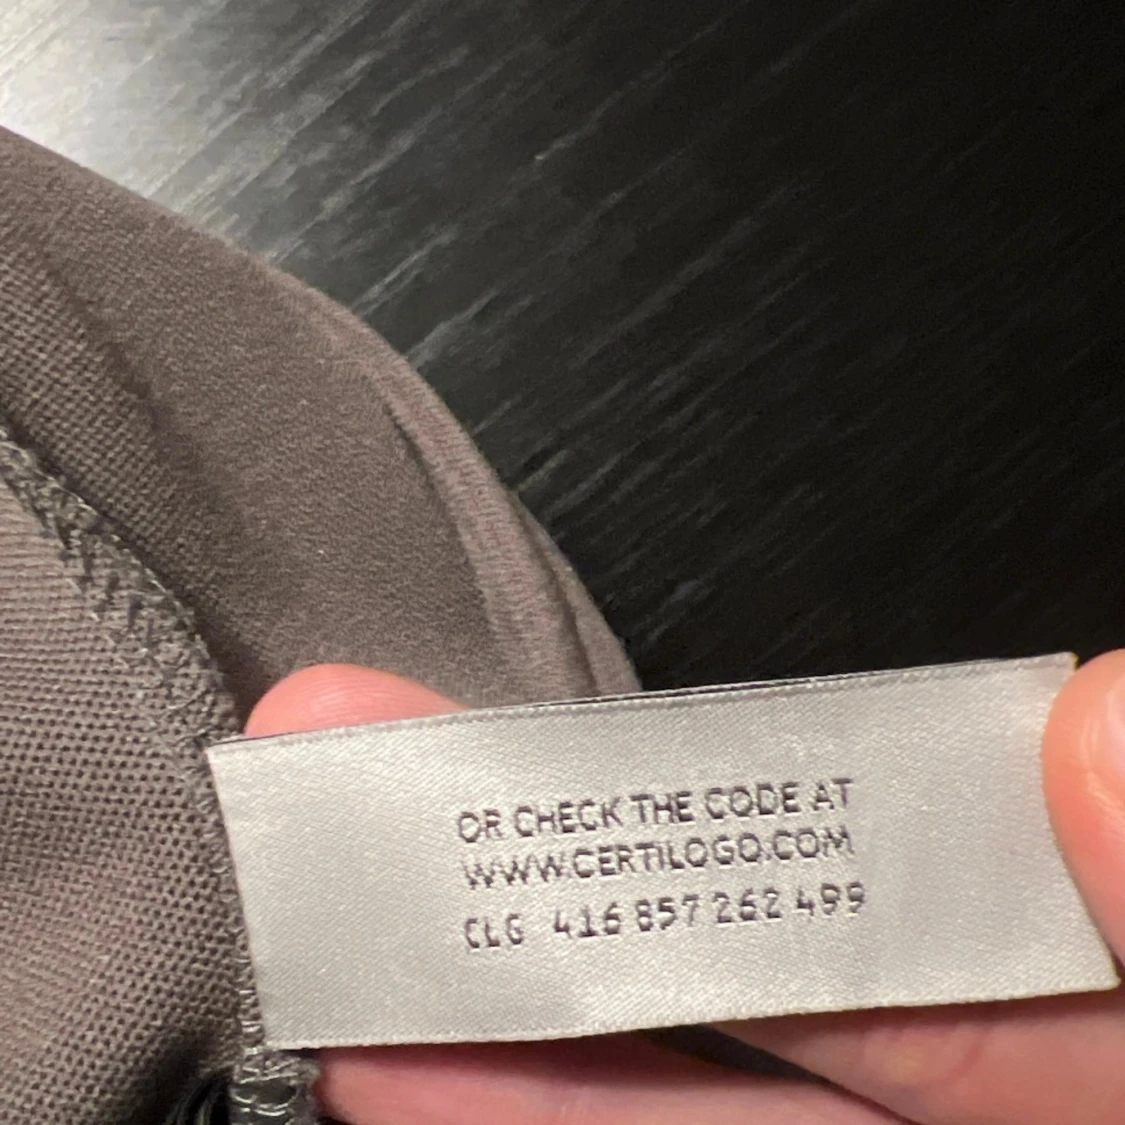 OR CHECK THE CODE AT
WWW.CERTILOGO.COM
CLG 416 857 262 499